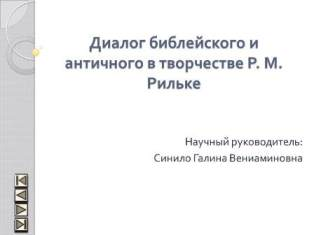 Диалог библейского и
античного в творчестве Р. М.
Рильке
Научный руководитель:
Синило Галина Вениаминовна